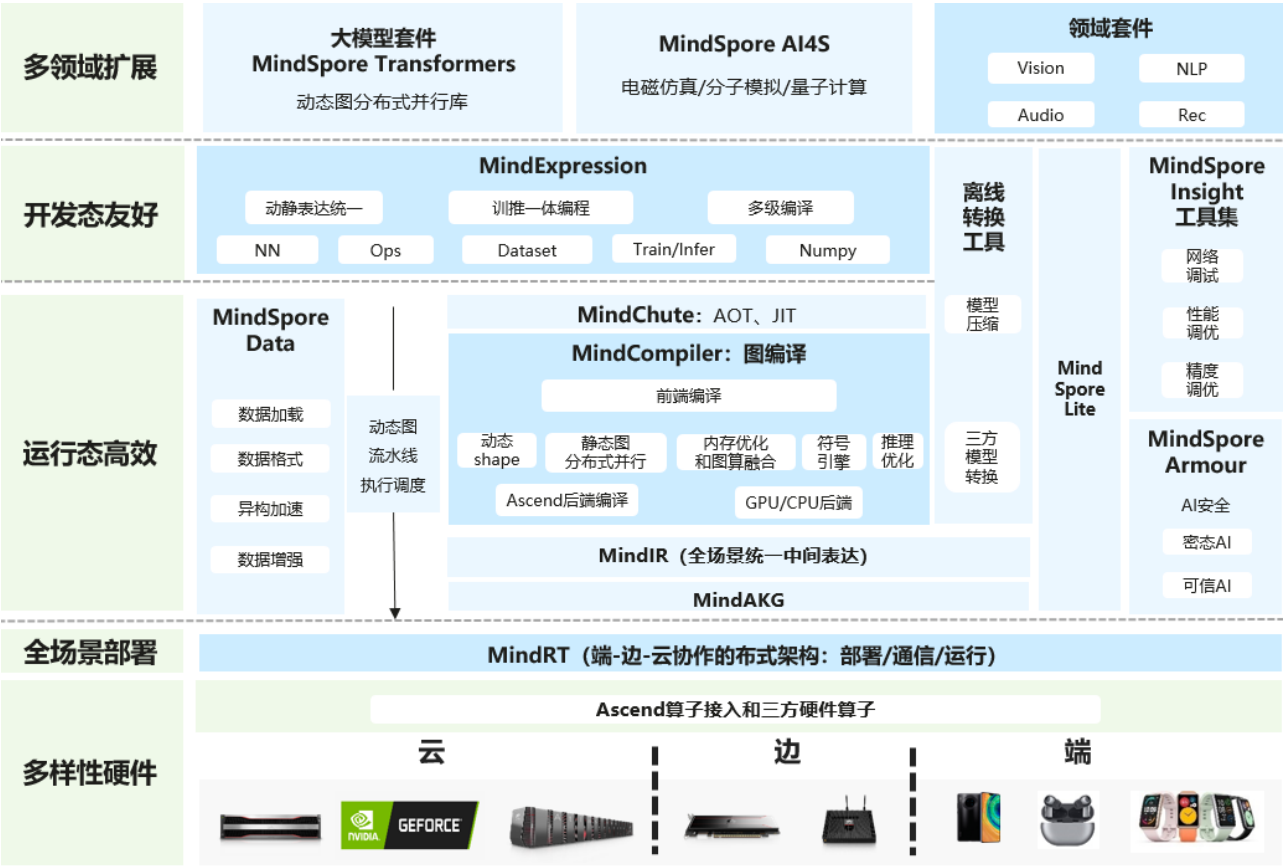 多领域扩展
大模型套件
MindSpore Transformers
动态图分布式并行库
MindSpore AI4S
电磁仿真/分子模拟/量子计算
领域套件
Vision
NLP
Audio
Rec
开发态友好
MindExpression
动静表达统一
训推一体编程
多级编译
NN
Ops
Dataset
Train/Infer
Numpy
离线
转换
工具
模型
压缩
三方
模型
转换
Mind
Spore
Lite
MindSpore
Insight
工具集
网络
调试
性能
调优
精度
调优
MindSpore
Armour
AI安全
密态AI
可信AI
运行态高效
MindSpore
Data
数据加载
数据格式
异构加速
数据增强
动态图
流水线
执行调度
MindChute：AOT、JIT
MindCompiler：图编译
前端编译
动态
shape
静态图
分布式并行
内存优化
和图算融合
符号
引擎
推理
优化
Ascend后端编译
GPU/CPU后端
MindIR（全场景统一中间表达）
MindAKG
全场景部署
MindRT（端-边-云协作的布式架构：部署/通信/运行）
多样性硬件
Ascend算子接入和三方硬件算子
云
边
端
NVIDIA
GEFORCE